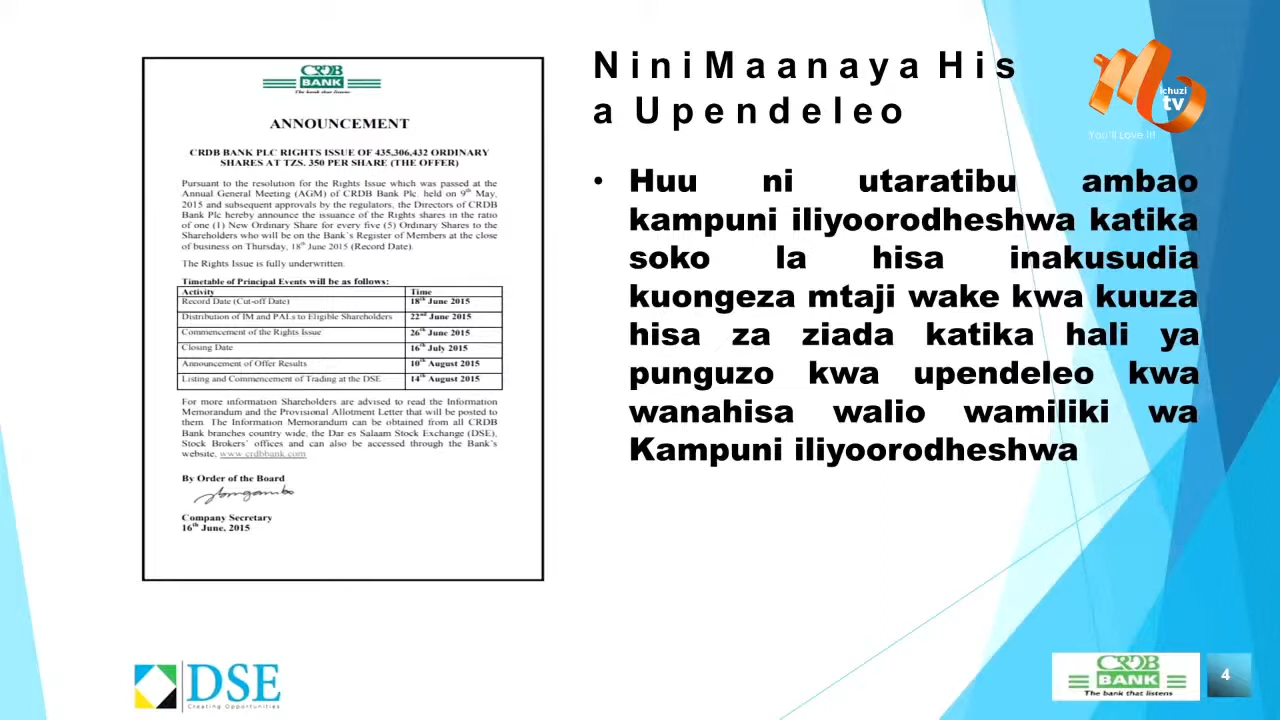 CRDB
BANK
The bank that listens
ANNOUNCEMENT
CRDB BANK PLC RIGHTS ISSUE OF 435,306,432 ORDINARY
SHARES AT TZS. 350 PER SHARE (THE OFFER)
Pursuant to the resolution for the Rights Issue which was passed at the
Annual General Meeting (AGM) of CRDB Bank Plc. held on 9th May,
2015 and subsequent approvals by the regulators, the Directors of CRDB
Bank Plc hereby announce the issuance of the Rights shares in the ratio
of one (1) New Ordinary Share for every five (5) Ordinary Shares to the
Shareholders who will be on the Bank's Register of Members at the close
of business on Thursday, 18th June 2015 (Record Date).
The Rights Issue is fully underwritten.
Timetable of Principal Events will be as follows:
Activity Time
Record Date (Cut-off Date) 18th June 2015
Distribution of IM and PALs to Eligible Shareholders 22nd June 2015
Commencement of the Rights Issue 26th June 2015
Closing Date 16th July 2015
Announcement of Offer Results 10th August 2015
Listing and Commencement of Trading at the DSE 14th August 2015
For more information Shareholders are advised to read the Information
Memorandum and the Provisional Allotment Letter that will be posted to
them. The Information Memorandum can be obtained from all CRDB
Bank branches country wide, the Dar es Salaam Stock Exchange (DSE),
Stock Brokers' offices and can also be accessed through the Bank's
website, www.crdbbank.com
By Order of the Board
Company Secretary
16th June, 2015
N i n i M a a n a y a H i s
a U p e n d e l e o
• Huu ni utaratibu ambao
kampuni iliyoorodheshwa katika
soko la hisa inakusudia
kuongeza mtaji wake kwa kuuza
hisa za ziada katika hali ya
punguzo kwa upendeleo kwa
wanahisa walio wamiliki wa
Kampuni iliyoorodheshwa
Michuzi
tv
You'll Love it!
DSE
Creating Opportunities
CRDB
BANK
The bank that listens
4